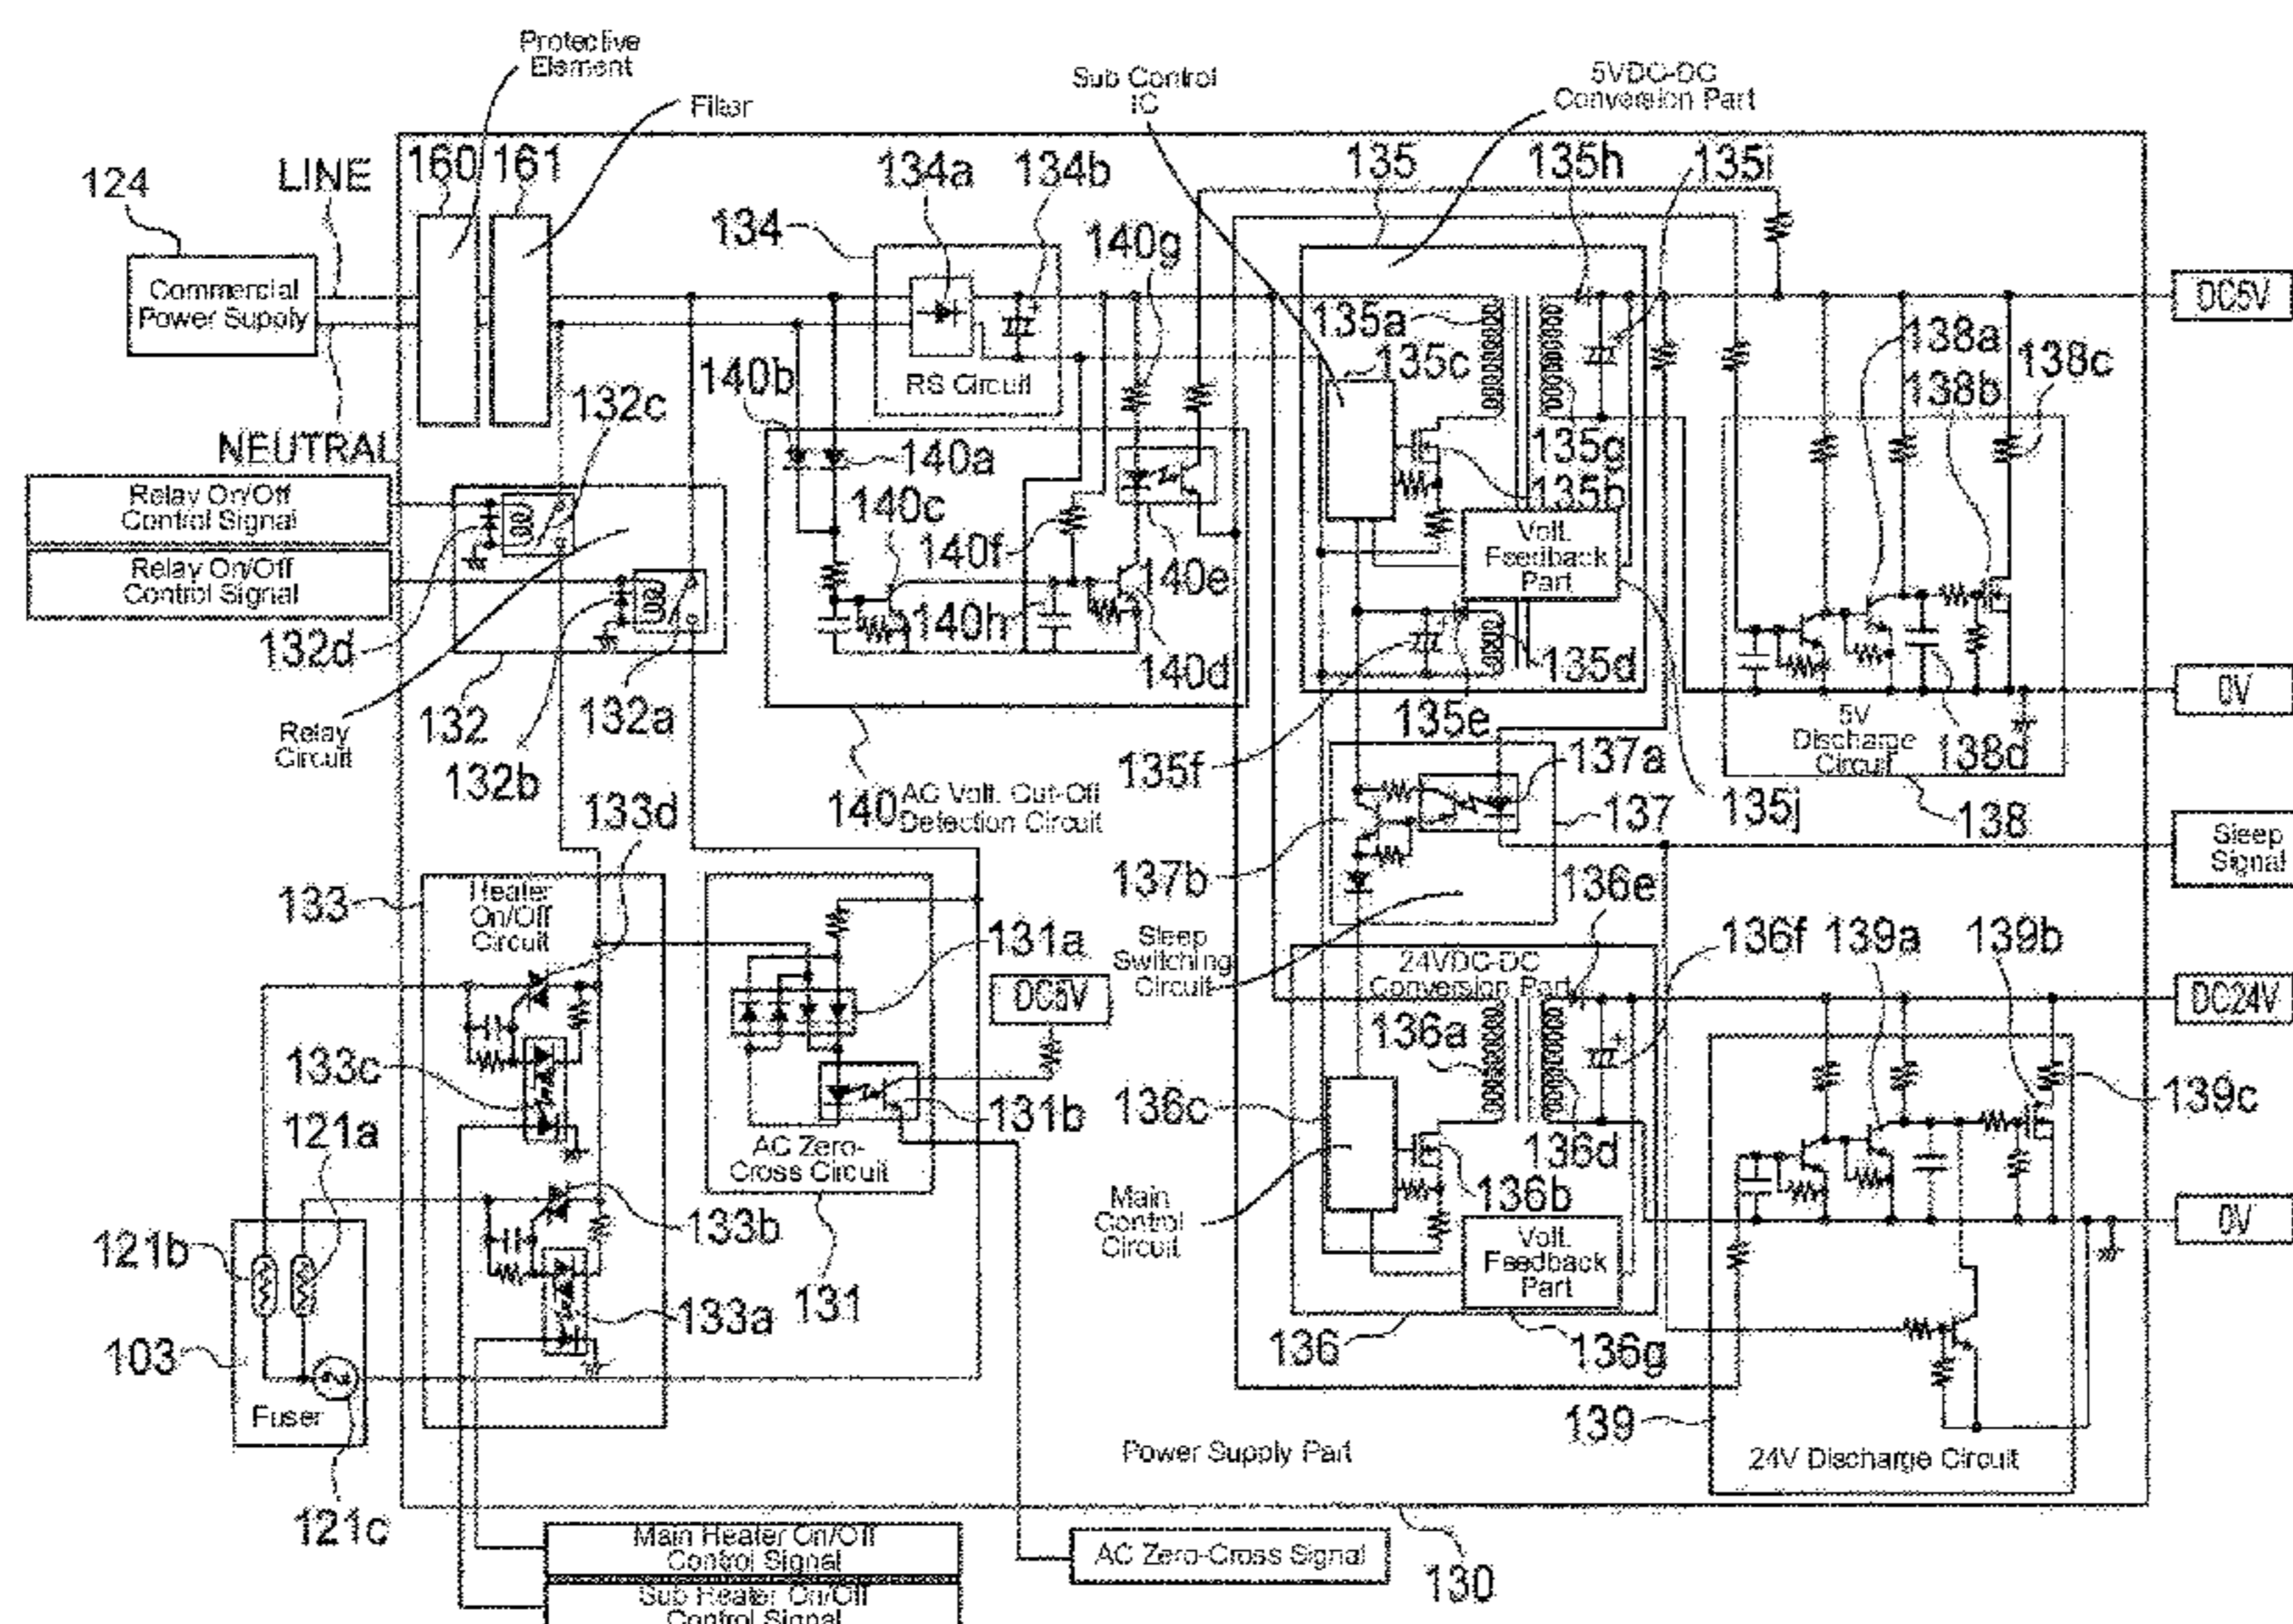 Protective
Element
Filter
Sub Control
IC
5VDC-DC
Conversion Part
124
LINE
160
161
134a
134b
135
135h
135i
134
140g
Commercial
Power Supply
DC5V
135a
138a
140b
RS Circuit
135c
138b
138c
132c
NEUTRAL
140a
135g
135b
Relay On/Off
Control Signal
140c
Volt.
Feedback
Part
140f
Relay On/Off
Control Signal
140e
140h
132d
140d
135d
132
132a
0V
Relay
Circuit
135e
5V
Discharge
Circuit
138d
132b
135f
137a
140
AC Volt. Cut-Off
Detection Circuit
133d
137
135j
138
Sleep
Signal
137b
136e
133
Heater
On/Off
Circuit
131a
Sleep
Switching
Circuit
136f
139a
139b
24VDC-DC
Conversion Part
DC5V
DC24V
136a
133c
136c
139c
121a
131b
AC Zero-
Cross Circuit
136d
136b
Main
Control
Circuit
0V
133b
121b
Volt.
Feedback
Part
131
133a
103
136
136g
Fuser
139
Power Supply Part
24V Discharge Circuit
121c
Main Heater On/Off
Control Signal
AC Zero-Cross Signal
130
Sub Heater On/Off
Control Signal